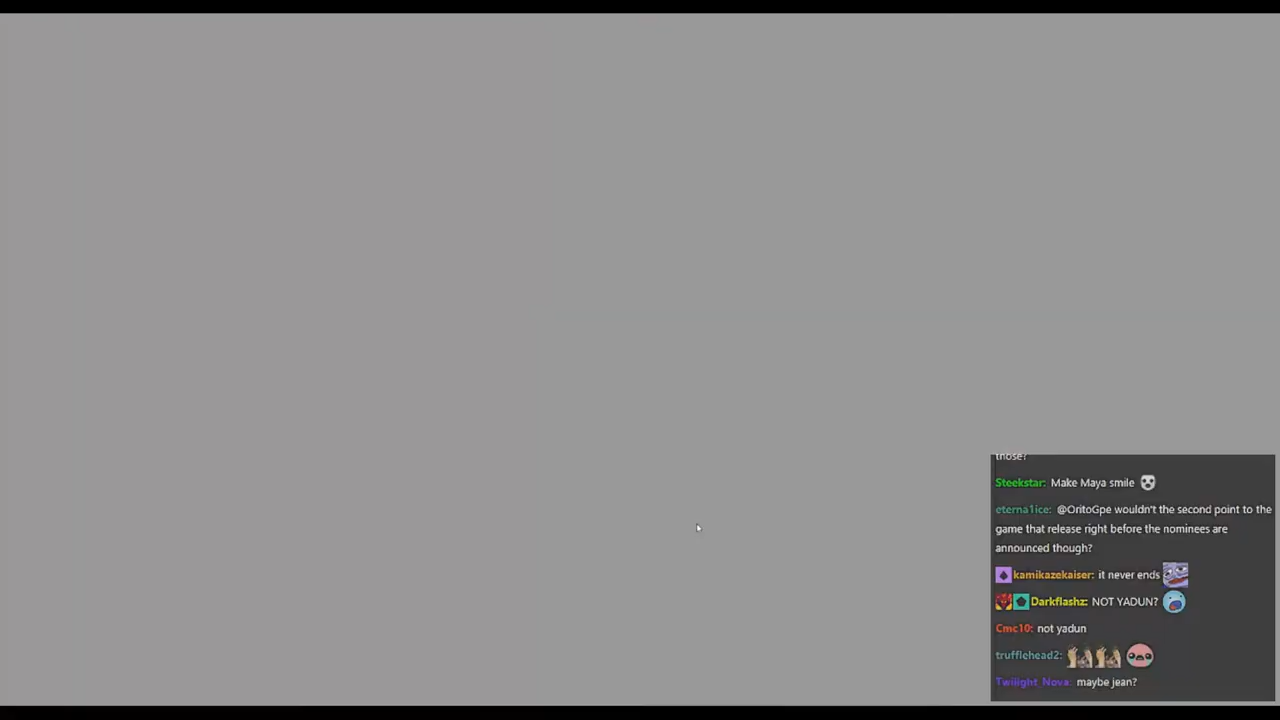 those?
Steekstar: Make Maya smile
eterna1ice: @OritoGpe wouldn't the second point to the
game that release right before the nominees are
announced though?
kamikazekaiser: it never ends
Darkflashz: NOT YADUN?
Cmc10: not yadun
trufflehead2:
Twilight_Nova: maybe jean?